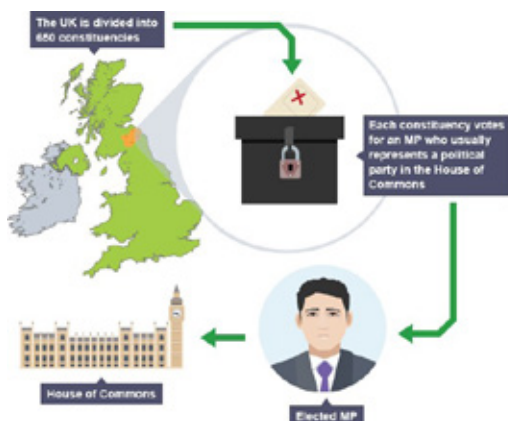 The UK is divided into
650 constituencies
Each constituency votes
for an MP who usually
represents a political
party in the House of
Commons
House of Commons
Elected MP